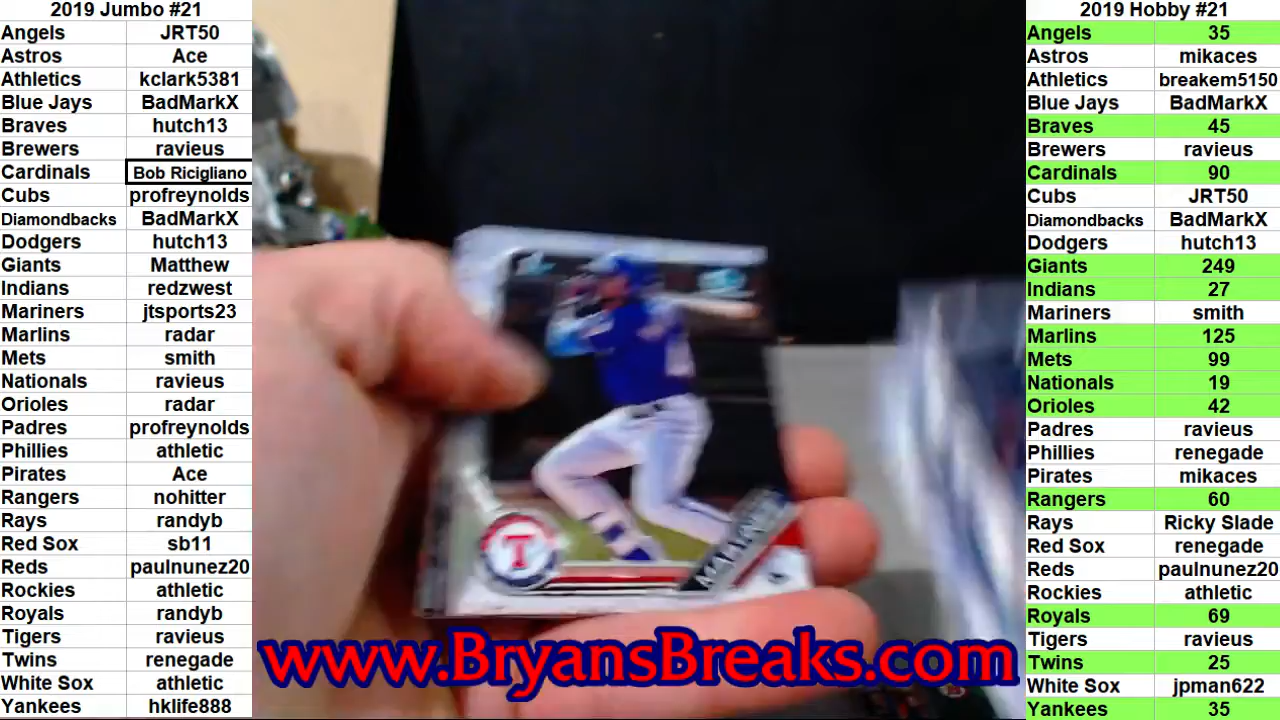 2019 Jumbo #21
Angels JRT50
Astros Ace
Athletics kclark5381
Blue Jays BadMarkX
Braves hutch13
Brewers ravieus
Cardinals Bob Ricigliano
Cubs profreynolds
Diamondbacks BadMarkX
Dodgers hutch13
Giants Matthew
Indians redzwest
Mariners jtsports23
Marlins radar
Mets smith
Nationals ravieus
Orioles radar
Padres profreynolds
Phillies athletic
Pirates Ace
Rangers nohitter
Rays randyb
Red Sox sb11
Reds paulnunez20
Rockies athletic
Royals randyb
Tigers ravieus
Twins renegade
White Sox athletic
Yankees hklife888
T
www.BryansBreaks.com
2019 Hobby #21
Angels 35
Astros mikaces
Athletics breakem5150
Blue Jays BadMarkX
Braves 45
Brewers ravieus
Cardinals 90
Cubs JRT50
Diamondbacks BadMarkX
Dodgers hutch13
Giants 249
Indians 27
Mariners smith
Marlins 125
Mets 99
Nationals 19
Orioles 42
Padres ravieus
Phillies renegade
Pirates mikaces
Rangers 60
Rays Ricky Slade
Red Sox renegade
Reds paulnunez20
Rockies athletic
Royals 69
Tigers ravieus
Twins 25
White Sox jpman622
Yankees 35